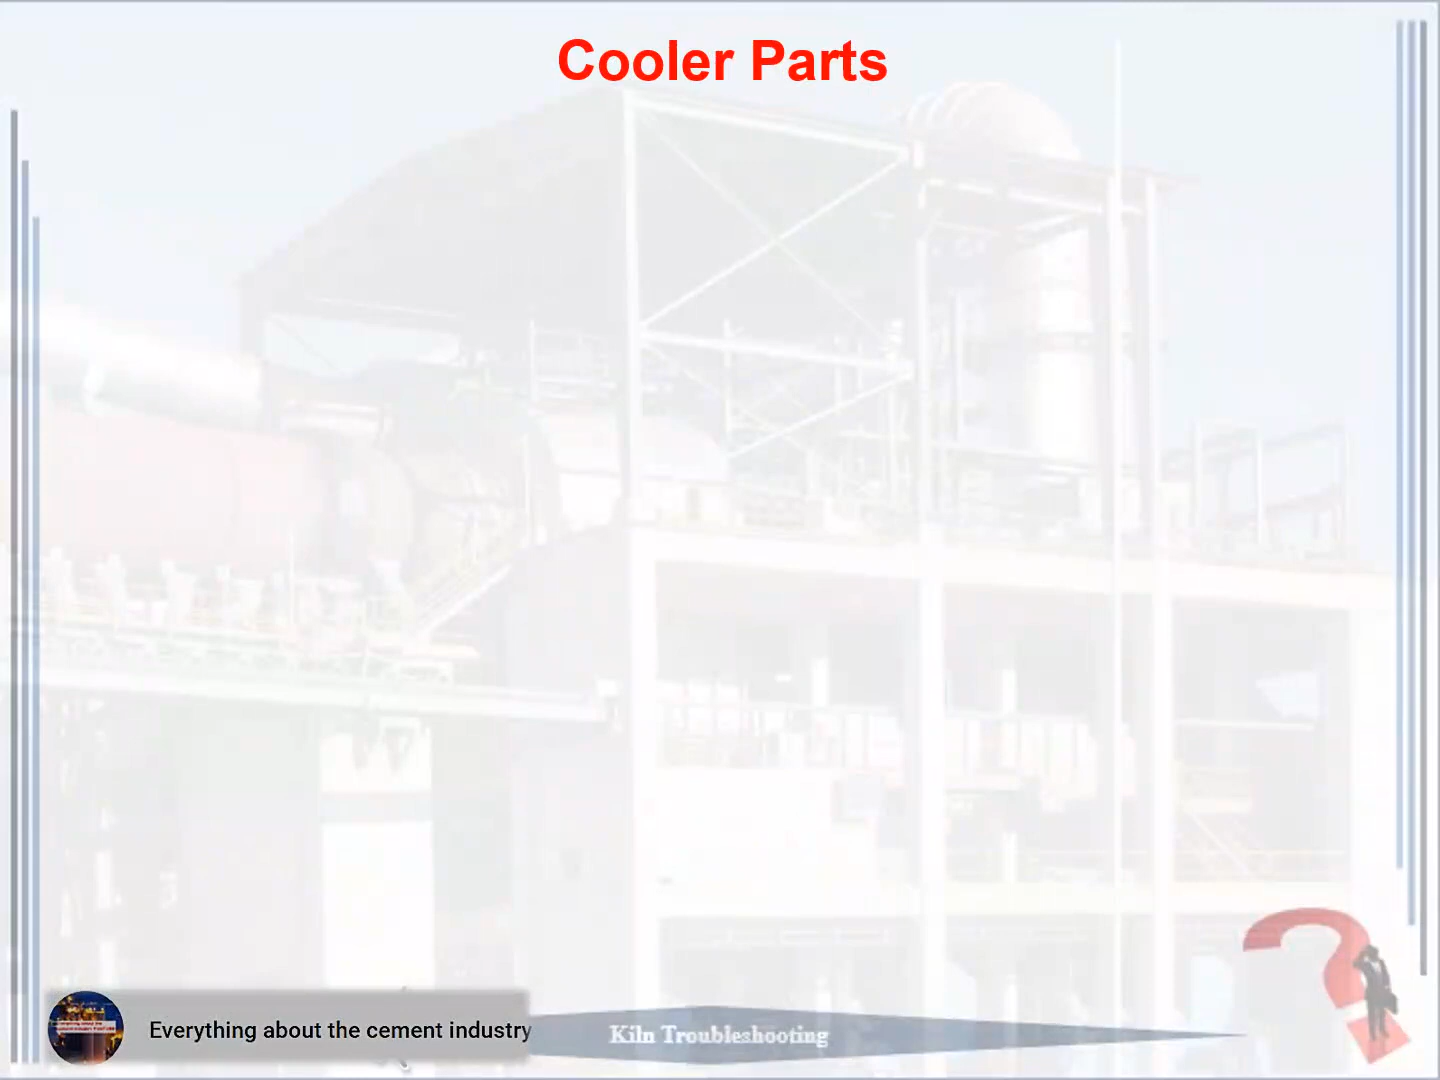 Cooler Parts
Everything about the cement industry
Kiln Troubleshooting